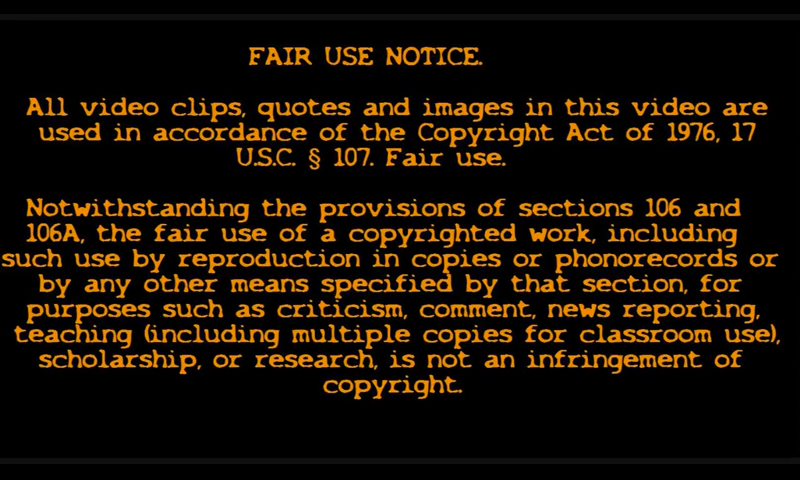 FAIR USE NOTICE.
All video clips, quotes and images in this video are
used in accordance of the Copyright Act of 1976, 17
U.S.C. § 107. Fair use.
Notwithstanding the provisions of sections 106 and
106A, the fair use of a copyrighted work, including
such use by reproduction in copies or phonorecords or
by any other means specified by that section, for
purposes such as criticism, comment, news reporting,
teaching (including multiple copies for classroom use),
scholarship, or research, is not an infringement of
copyright.